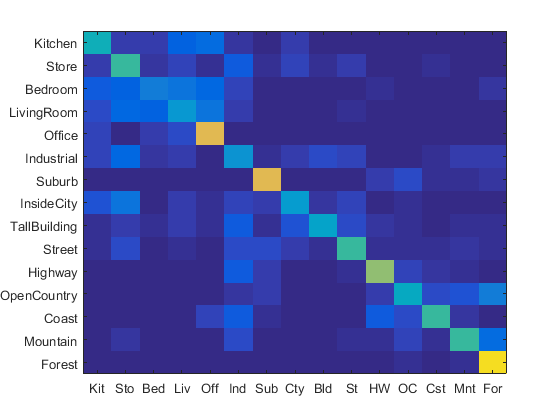 Kitchen
Store
Bedroom
LivingRoom
Office
Industrial
Suburb
InsideCity
TallBuilding
Street
Highway
OpenCountry
Coast
Mountain
Forest
Kit Sto Bed Liv Off Ind Sub Cty Bld St HW OC Cst Mnt For